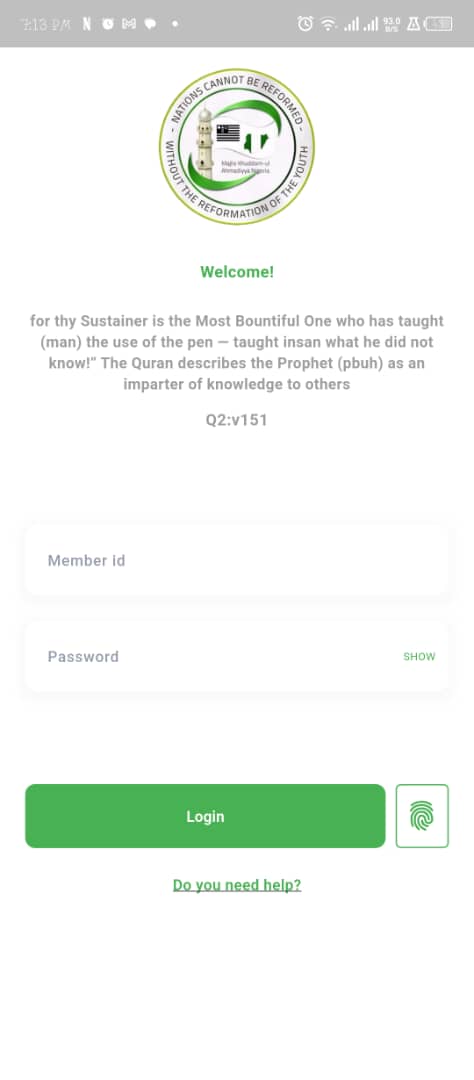 7:13 PM
93.0
B/S
- NATIONS CANNOT BE REFORMED -
WITHOUT THE REFORMATION OF THE YOUTH
Majlis Khuddam-ul
Ahmadiyya Nigeria
Welcome!
for thy Sustainer is the Most Bountiful One who has taught
(man) the use of the pen — taught insan what he did not
know!" The Quran describes the Prophet (pbuh) as an
imparter of knowledge to others
Q2:v151
Member id
Password
SHOW
Login
Do you need help?